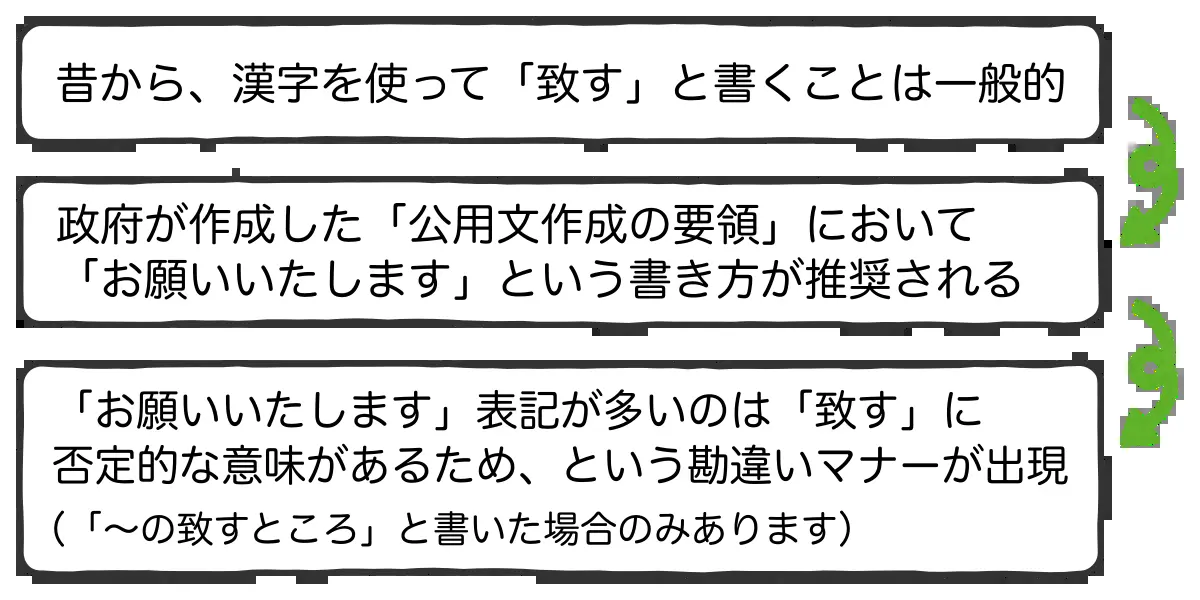 昔から、漢字を使って「致す」と書くことは一般的
政府が作成した「公用文作成の要領」において
「お願いいたします」という書き方が推奨される
「お願いいたします」表記が多いのは「致す」に
否定的な意味があるため、という勘違いマナーが出現
(「〜の致すところ」と書いた場合のみあります)